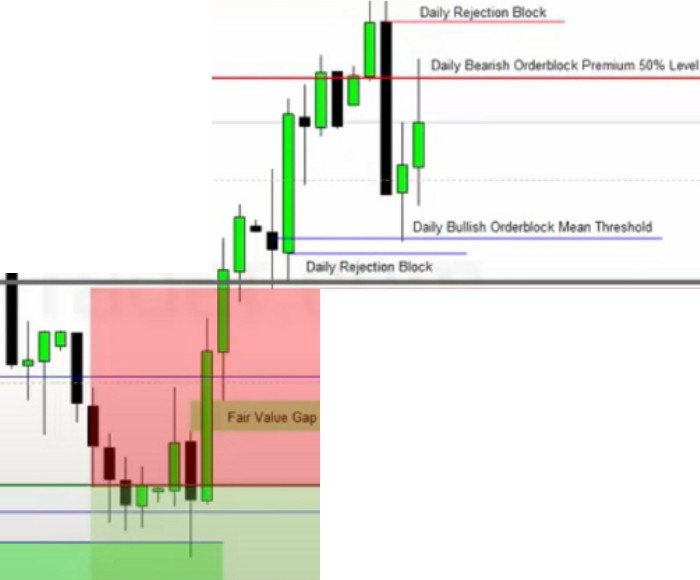 Daily Rejection Block
Daily Bearish Orderblock Premium 50% Level
Daily Bullish Orderblock Mean Threshold
Daily Rejection Block
Fair Value Gap